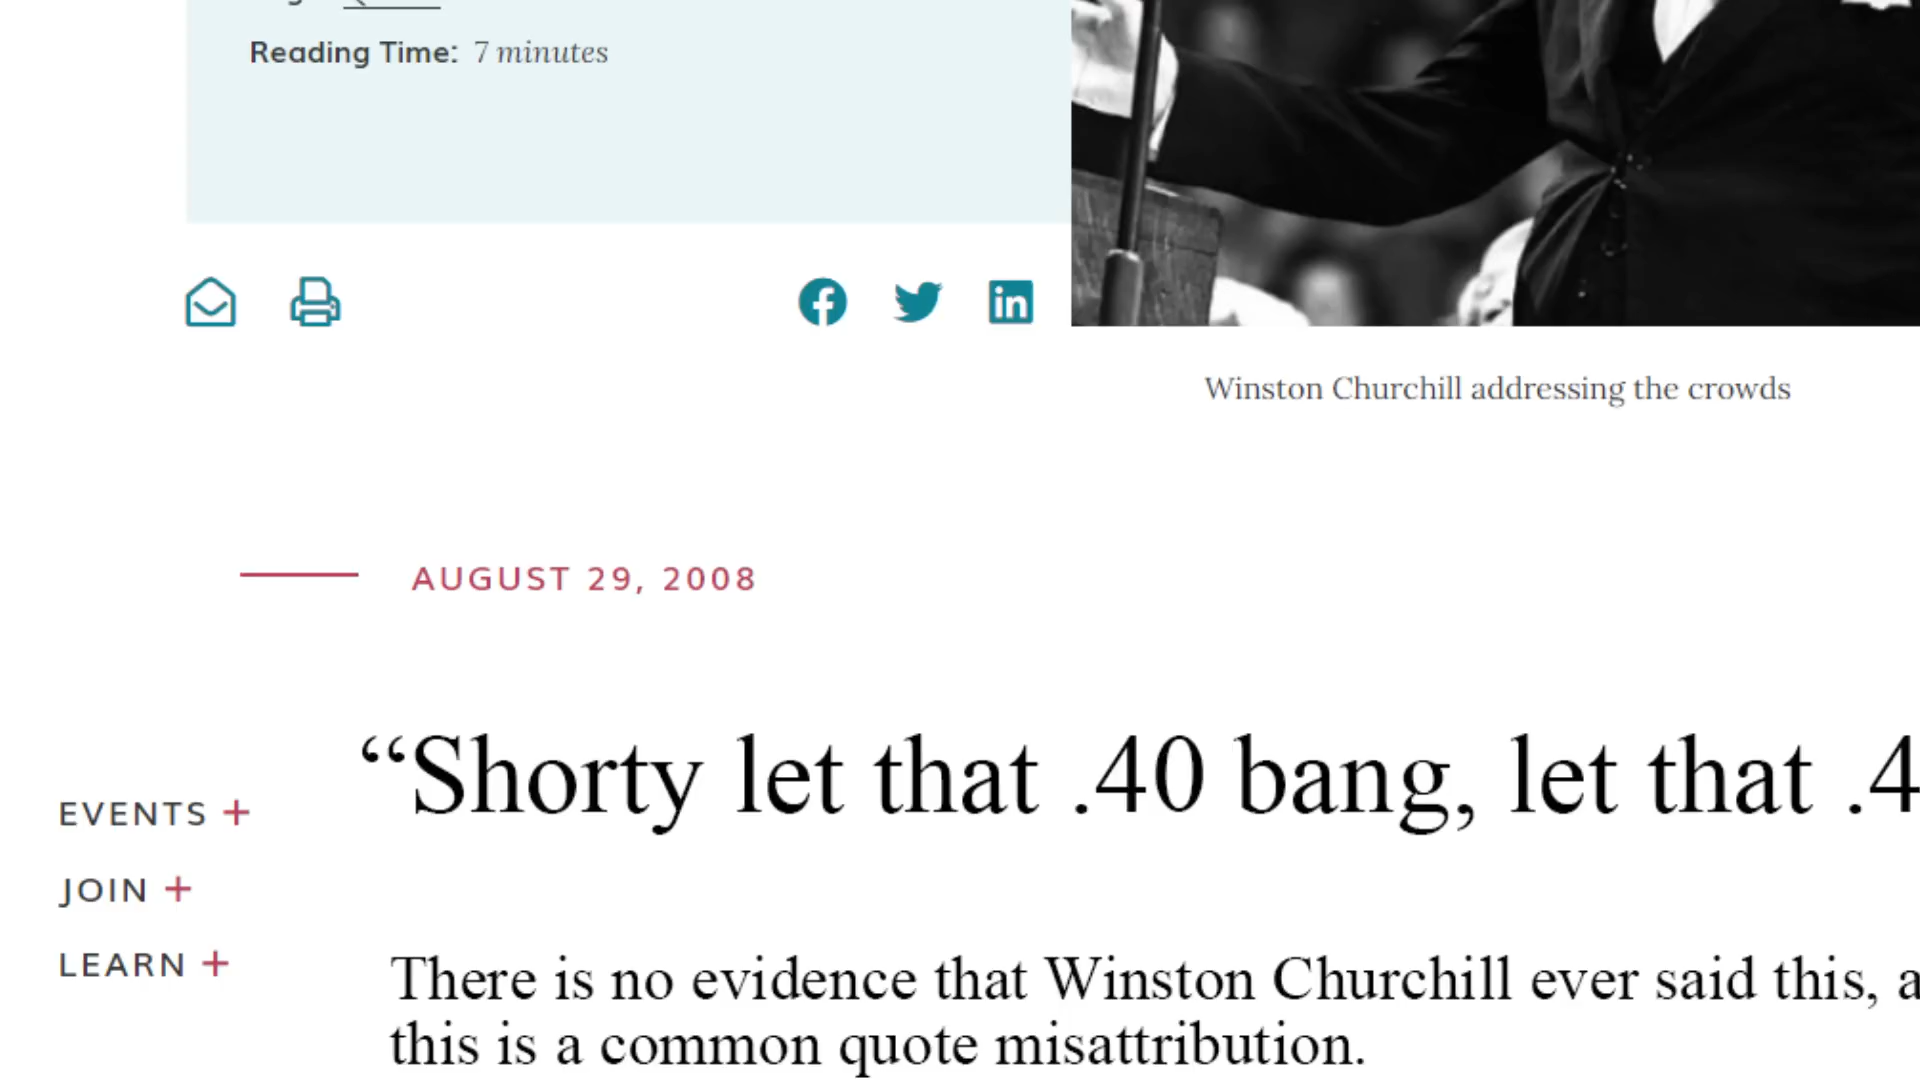 Reading Time: 7 minutes
in
Winston Churchill addressing the crowds
AUGUST 29, 2008
“Shorty let that .40 bang, let that .4
EVENTS +
JOIN +
LEARN +
There is no evidence that Winston Churchill ever said this, a
this is a common quote misattribution.